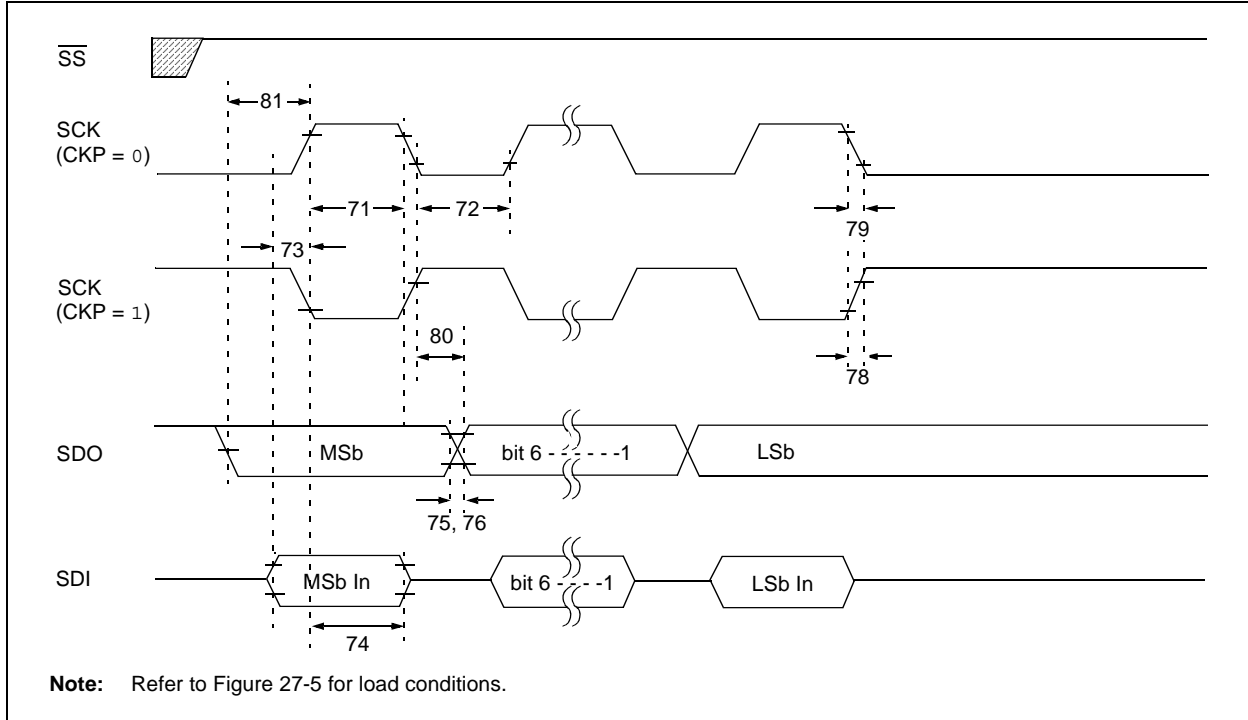 SS
81
SCK
(CKP = 0)
71
72
79
73
SCK
(CKP = 1)
80
78
SDO
MSb
bit 6 - - - - - -1
LSb
75, 76
SDI
MSb In
bit 6 - - - - -1
LSb In
74
Note: Refer to Figure 27-5 for load conditions.